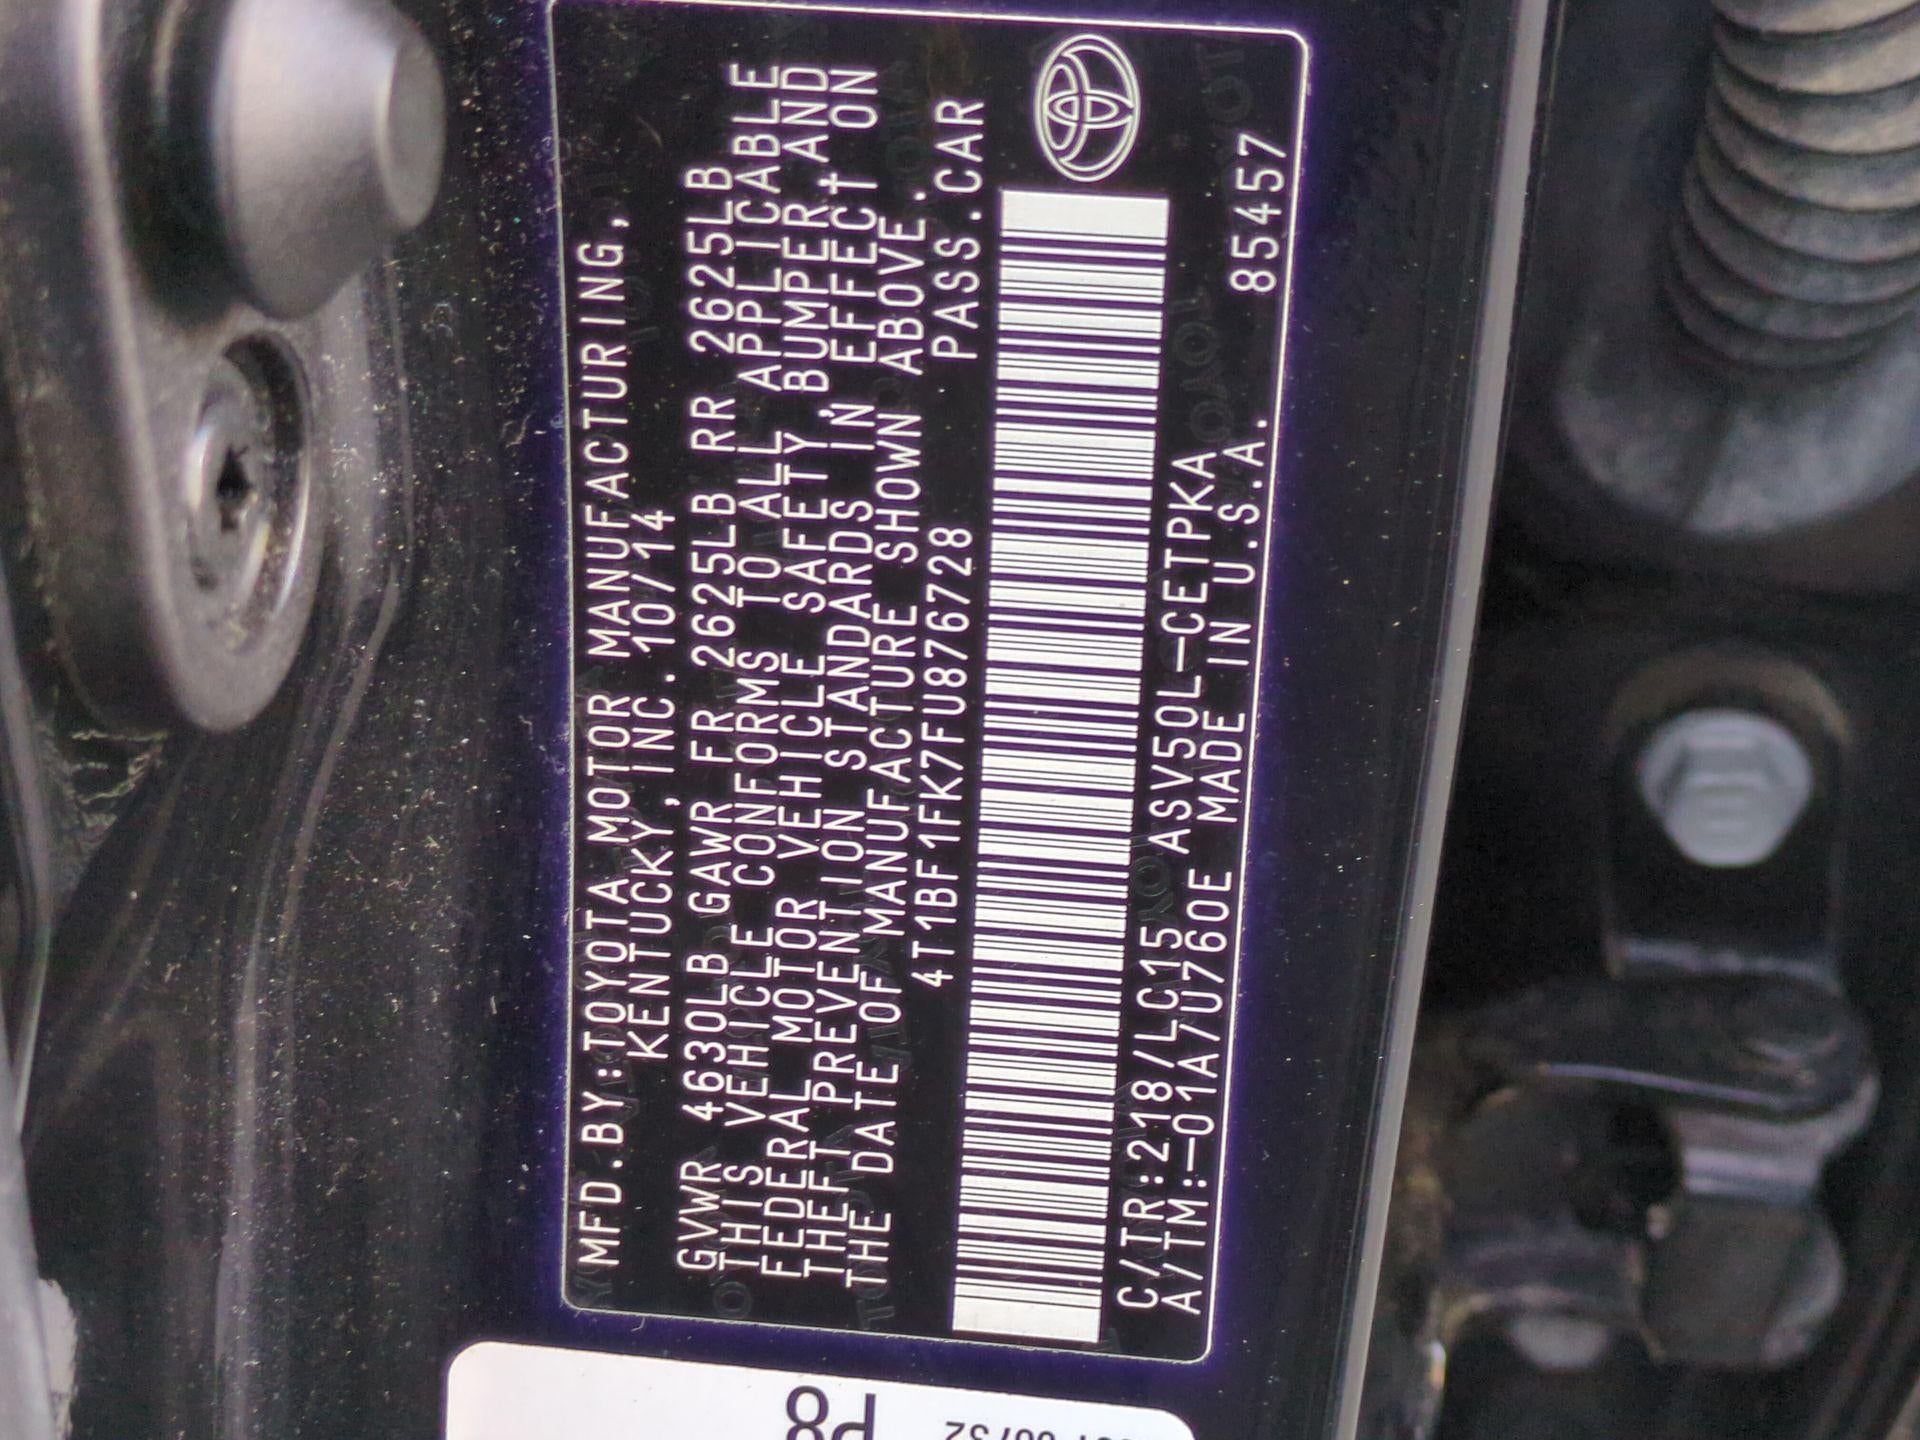 MFD.BY:TOYOTA MOTOR MANUFACTURING,
KENTUCKY,INC.10/14
GVWR 4630LB GAWR FR 2625LB RR 2625LB
THIS VEHICLE CONFORMS TO ALL APPLICABLE
FEDERAL MOTOR VEHICLE SAFETY,BUMPER,AND
THEFT PREVENTION STANDARDS IN EFFECT ON
THE DATE OF MANUFACTURE SHOWN ABOVE.
4T1BF1FK7FU876728 PASS.CAR
C/TR:218/LC15 ASV50L-CETPKA
A/TM:-01A/U760E MADE IN U.S.A. 85457
P8